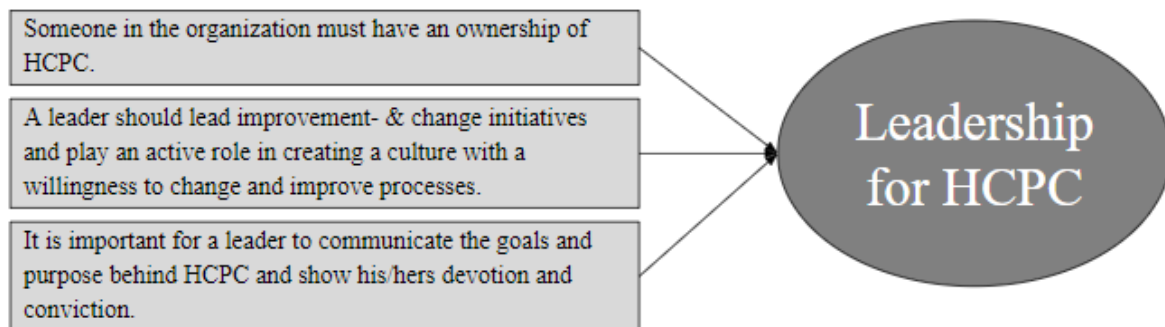 Someone in the organization must have an ownership of
HCPC.
A leader should lead improvement- & change initiatives
and play an active role in creating a culture with a
willingness to change and improve processes.
It is important for a leader to communicate the goals and
purpose behind HCPC and show his/hers devotion and
conviction.
Leadership
for HCPC